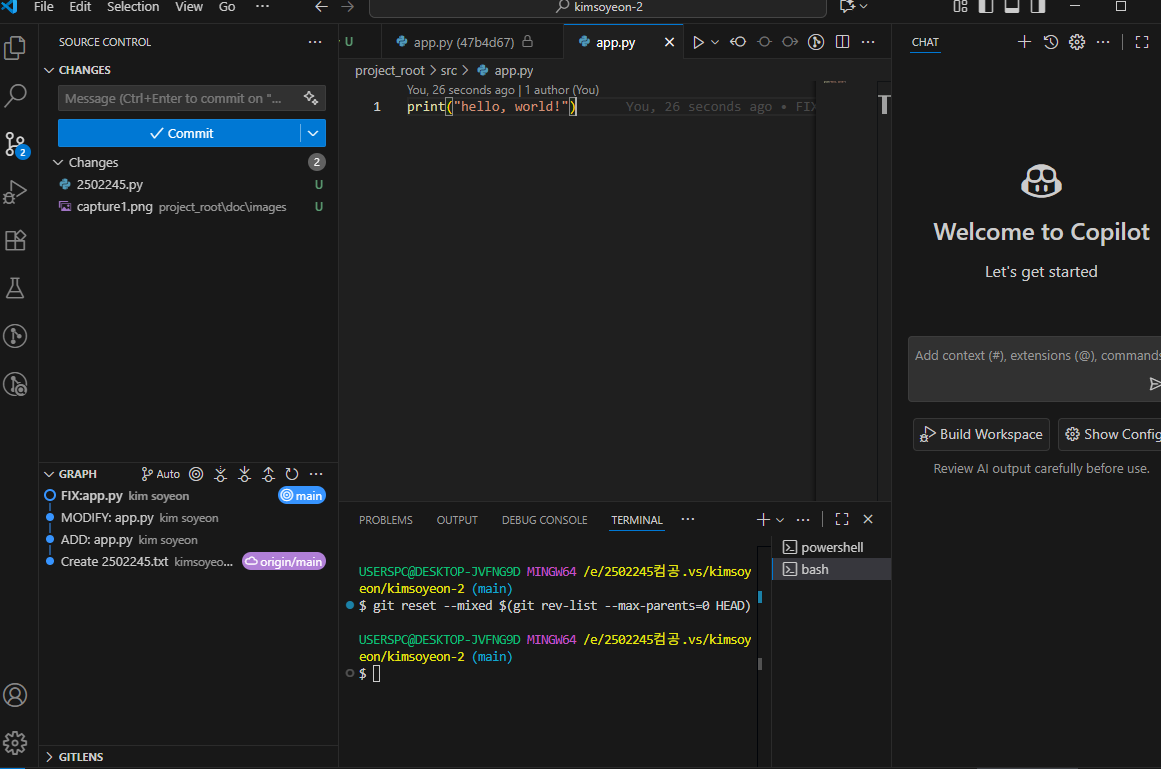 File Edit Selection View Go ··· kimsoyeon-2
SOURCE CONTROL ···
CHANGES
Message (Ctrl+Enter to commit on "...
Commit
Changes 2
2502245.py U
capture1.png project_root\doc\images U
2
GRAPH Auto ···
FIX:app.py kim soyeon main
MODIFY: app.py kim soyeon
ADD: app.py kim soyeon
Create 2502245.txt kimsoyeo... origin/main
GITLENS
U app.py (47b4d67) app.py ···
project_root > src > app.py
You, 26 seconds ago | 1 author (You)
1 print("hello, world!") You, 26 seconds ago • FIX
PROBLEMS OUTPUT DEBUG CONSOLE TERMINAL ···
powershell
bash
USERSPC@DESKTOP-JVFNG9D MINGW64 /e/2502245컴공.vs/kimsoy
eon/kimsoyeon-2 (main)
$ git reset --mixed $(git rev-list --max-parents=0 HEAD)
USERSPC@DESKTOP-JVFNG9D MINGW64 /e/2502245컴공.vs/kimsoy
eon/kimsoyeon-2 (main)
$
CHAT ···
Welcome to Copilot
Let's get started
Add context (#), extensions (@), commands
Build Workspace Show Config
Review AI output carefully before use.